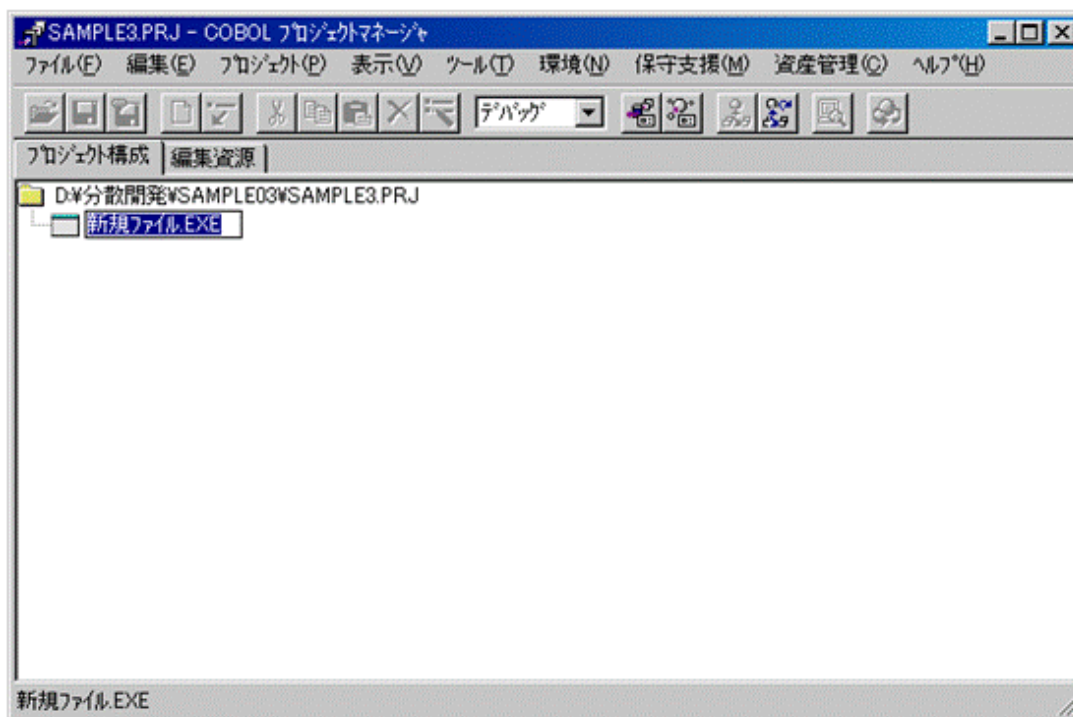 SAMPLE3.PRJ - COBOL ﾌﾟﾛｼﾞｪｸﾄﾏﾈｰｼﾞｬ
ﾌｧｲﾙ(F) 編集(E) ﾌﾟﾛｼﾞｪｸﾄ(P) 表示(V) ﾂｰﾙ(T) 環境(N) 保守支援(M) 資産管理(C) ﾍﾙﾌﾟ(H)
ﾃﾞﾊﾞｯｸﾞ
ﾌﾟﾛｼﾞｪｸﾄ構成 編集資源
D:¥分散開発¥SAMPLE03¥SAMPLE3.PRJ
新規ﾌｧｲﾙ.EXE
新規ﾌｧｲﾙ.EXE